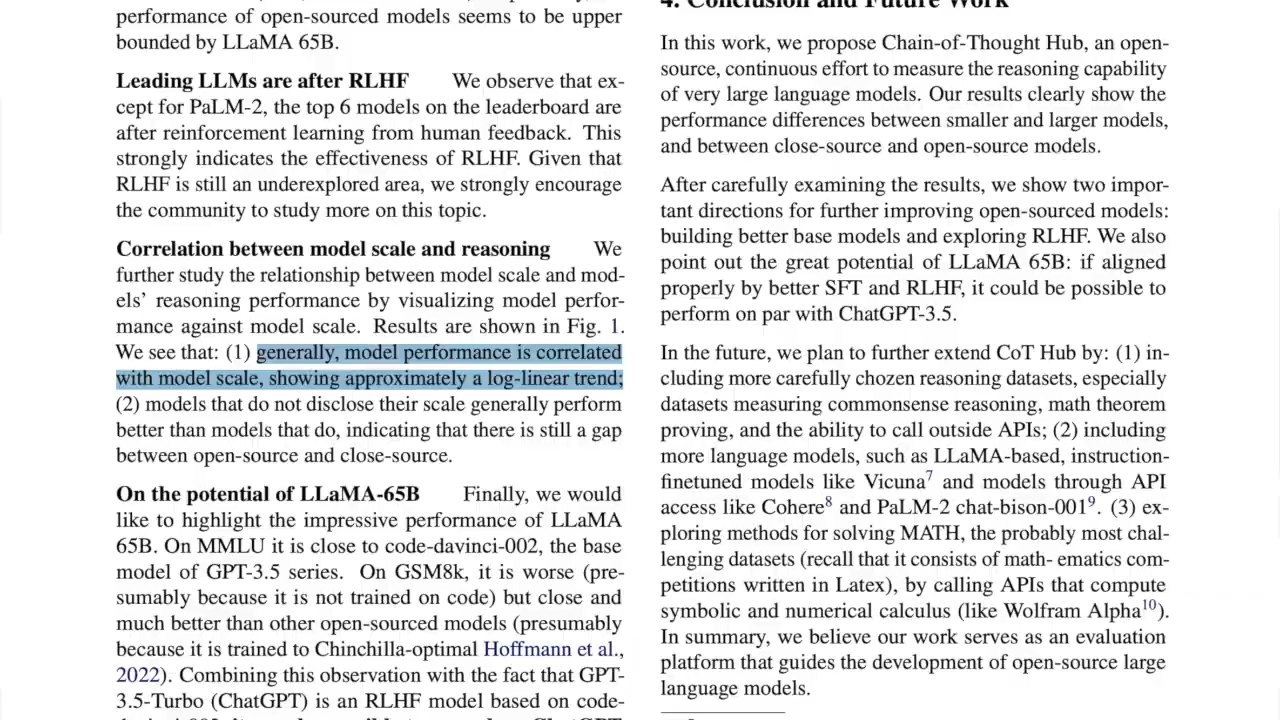 performance of open-sourced models seems to be upper
bounded by LLaMA 65B.
Leading LLMs are after RLHF We observe that ex-
cept for PaLM-2, the top 6 models on the leaderboard are
after reinforcement learning from human feedback. This
strongly indicates the effectiveness of RLHF. Given that
RLHF is still an underexplored area, we strongly encourage
the community to study more on this topic.
Correlation between model scale and reasoning We
further study the relationship between model scale and mod-
els' reasoning performance by visualizing model perfor-
mance against model scale. Results are shown in Fig. 1.
We see that: (1) generally, model performance is correlated
with model scale, showing approximately a log-linear trend;
(2) models that do not disclose their scale generally perform
better than models that do, indicating that there is still a gap
between open-source and close-source.
On the potential of LLaMA-65B Finally, we would
like to highlight the impressive performance of LLaMA
65B. On MMLU it is close to code-davinci-002, the base
model of GPT-3.5 series. On GSM8k, it is worse (pre-
sumably because it is not trained on code) but close and
much better than other open-sourced models (presumably
because it is trained to Chinchilla-optimal Hoffmann et al.,
2022). Combining this observation with the fact that GPT-
3.5-Turbo (ChatGPT) is an RLHF model based on code-
4. Conclusion and Future Work
In this work, we propose Chain-of-Thought Hub, an open-
source, continuous effort to measure the reasoning capability
of very large language models. Our results clearly show the
performance differences between smaller and larger models,
and between close-source and open-source models.
After carefully examining the results, we show two impor-
tant directions for further improving open-sourced models:
building better base models and exploring RLHF. We also
point out the great potential of LLaMA 65B: if aligned
properly by better SFT and RLHF, it could be possible to
perform on par with ChatGPT-3.5.
In the future, we plan to further extend CoT Hub by: (1) in-
cluding more carefully chozen reasoning datasets, especially
datasets measuring commonsense reasoning, math theorem
proving, and the ability to call outside APIs; (2) including
more language models, such as LLaMA-based, instruction-
finetuned models like Vicuna7 and models through API
access like Cohere8 and PaLM-2 chat-bison-0019. (3) ex-
ploring methods for solving MATH, the probably most chal-
lenging datasets (recall that it consists of math- ematics com-
petitions written in Latex), by calling APIs that compute
symbolic and numerical calculus (like Wolfram Alpha10).
In summary, we believe our work serves as an evaluation
platform that guides the development of open-source large
language models.